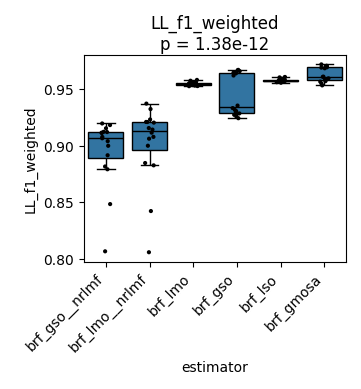 LL_f1_weighted
p = 1.38e-12
LL_f1_weighted
0.95
0.90
0.85
0.80
brf_gso__nrlmf
brf_lmo__nrlmf
brf_lmo
brf_gso
brf_lso
brf_gmosa
estimator